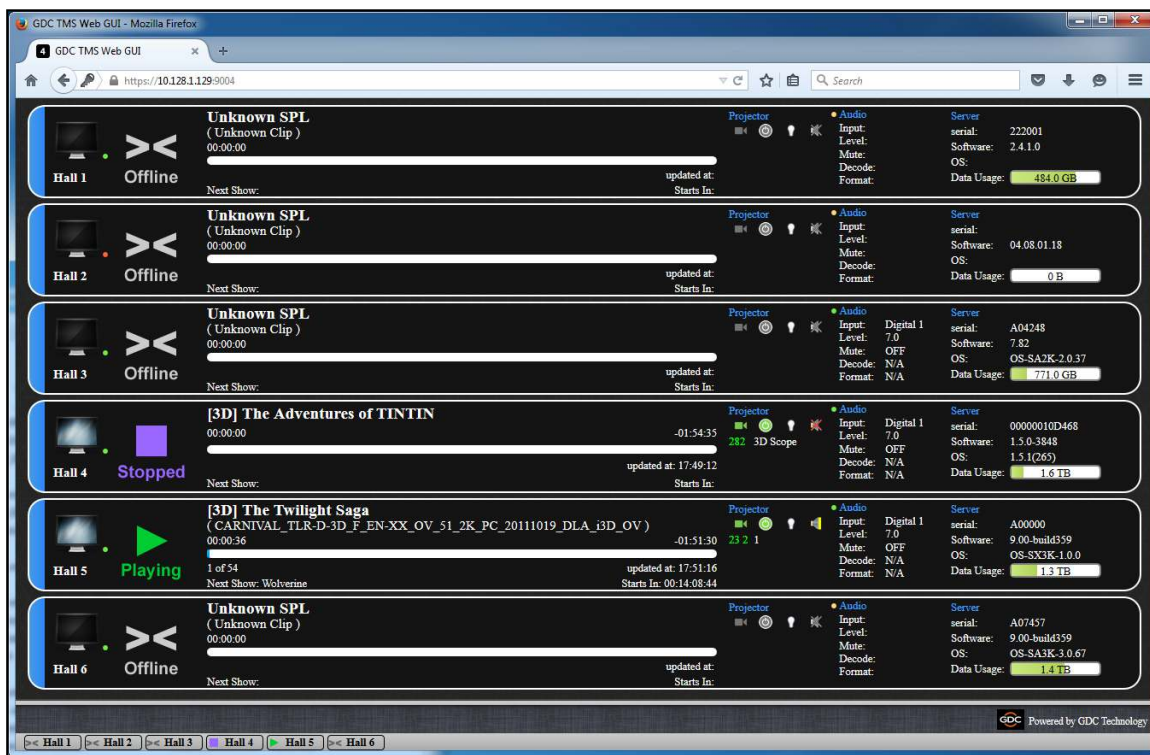 GDC TMS Web GUI - Mozilla Firefox
4 GDC TMS Web GUI
https://10.128.1.129:9004
Search
Unknown SPL
( Unknown Clip )
00:00:00
Hall 1
Offline
updated at:
Next Show:
Starts In:
Projector
Audio
Input:
Level:
Mute:
Decode:
Format:
Server
serial: 222001
Software: 2.4.1.0
OS:
Data Usage: 484.0 GB
Unknown SPL
( Unknown Clip )
00:00:00
Hall 2
Offline
updated at:
Next Show:
Starts In:
Projector
Audio
Input:
Level:
Mute:
Decode:
Format:
Server
serial:
Software: 04.08.01.18
OS:
Data Usage: 0 B
Unknown SPL
( Unknown Clip )
00:00:00
Hall 3
Offline
updated at:
Next Show:
Starts In:
Projector
Audio
Input: Digital 1
Level: 7.0
Mute: OFF
Decode: N/A
Format: N/A
Server
serial: A04248
Software: 7.82
OS: OS-SA2K-2.0.37
Data Usage: 771.0 GB
[3D] The Adventures of TINTIN
00:00:00
-01:54:35
Hall 4
Stopped
updated at: 17:49:12
Next Show:
Starts In:
Projector
282 3D Scope
Audio
Input: Digital 1
Level: 7.0
Mute: OFF
Decode: N/A
Format: N/A
Server
serial: 00000010D468
Software: 1.5.0-3848
OS: 1.5.1(265)
Data Usage: 1.6 TB
[3D] The Twilight Saga
( CARNIVAL_TLR-D-3D_F_EN-XX_OV_51_2K_PC_20111019_DLA_i3D_OV )
00:00:36
-01:51:30
Hall 5
Playing
1 of 54
updated at: 17:51:16
Next Show: Wolverine
Starts In: 00:14:08:44
Projector
23 2 1
Audio
Input: Digital 1
Level: 7.0
Mute: OFF
Decode: N/A
Format: N/A
Server
serial: A00000
Software: 9.00-build359
OS: OS-SX3K-1.0.0
Data Usage: 1.3 TB
Unknown SPL
( Unknown Clip )
00:00:00
Hall 6
Offline
updated at:
Next Show:
Starts In:
Projector
Audio
Input:
Level:
Mute:
Decode:
Format:
Server
serial: A07457
Software: 9.00-build359
OS: OS-SA3K-3.0.67
Data Usage: 1.4 TB
GDC Powered by GDC Technology
Hall 1 Hall 2 Hall 3 Hall 4 Hall 5 Hall 6